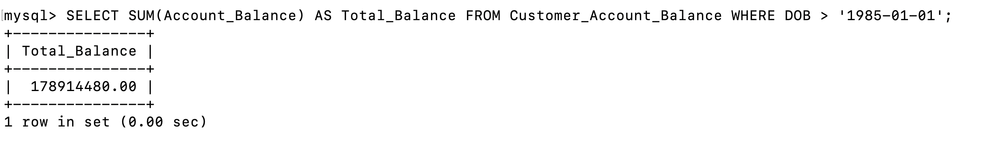 mysql> SELECT SUM(Account_Balance) AS Total_Balance FROM Customer_Account_Balance WHERE DOB > '1985-01-01';
+---------------+
| Total_Balance |
+---------------+
|  178914480.00 |
+---------------+
1 row in set (0.00 sec)